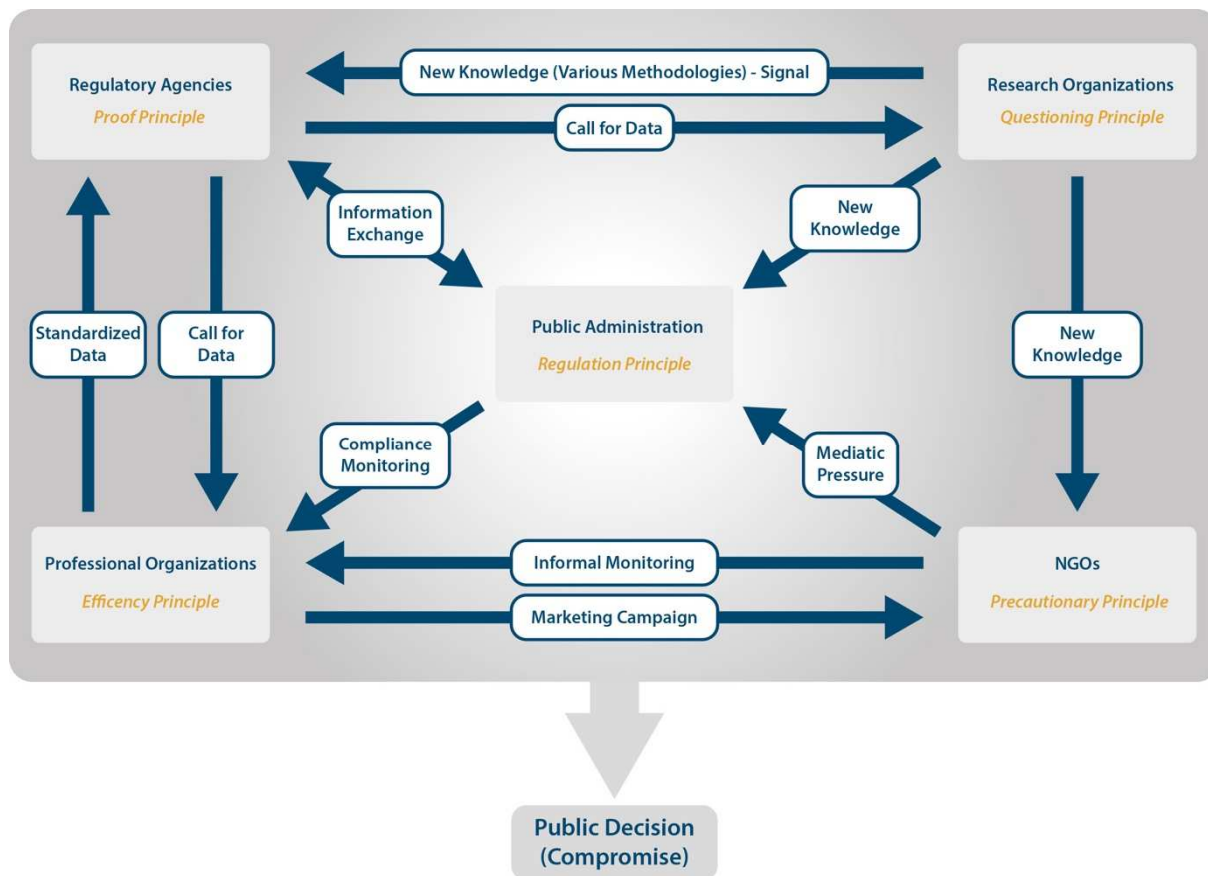 New Knowledge (Various Methodologies) - Signal
Regulatory Agencies
Proof Principle
Research Organizations
Questioning Principle
Call for Data
Information
Exchange
New
Knowledge
Public Administration
Regulation Principle
Standardized
Data
Call for
Data
New
Knowledge
Compliance
Monitoring
Mediatic
Pressure
Professional Organizations
Efficency Principle
Informal Monitoring
Marketing Campaign
NGOs
Precautionary Principle
Public Decision
(Compromise)